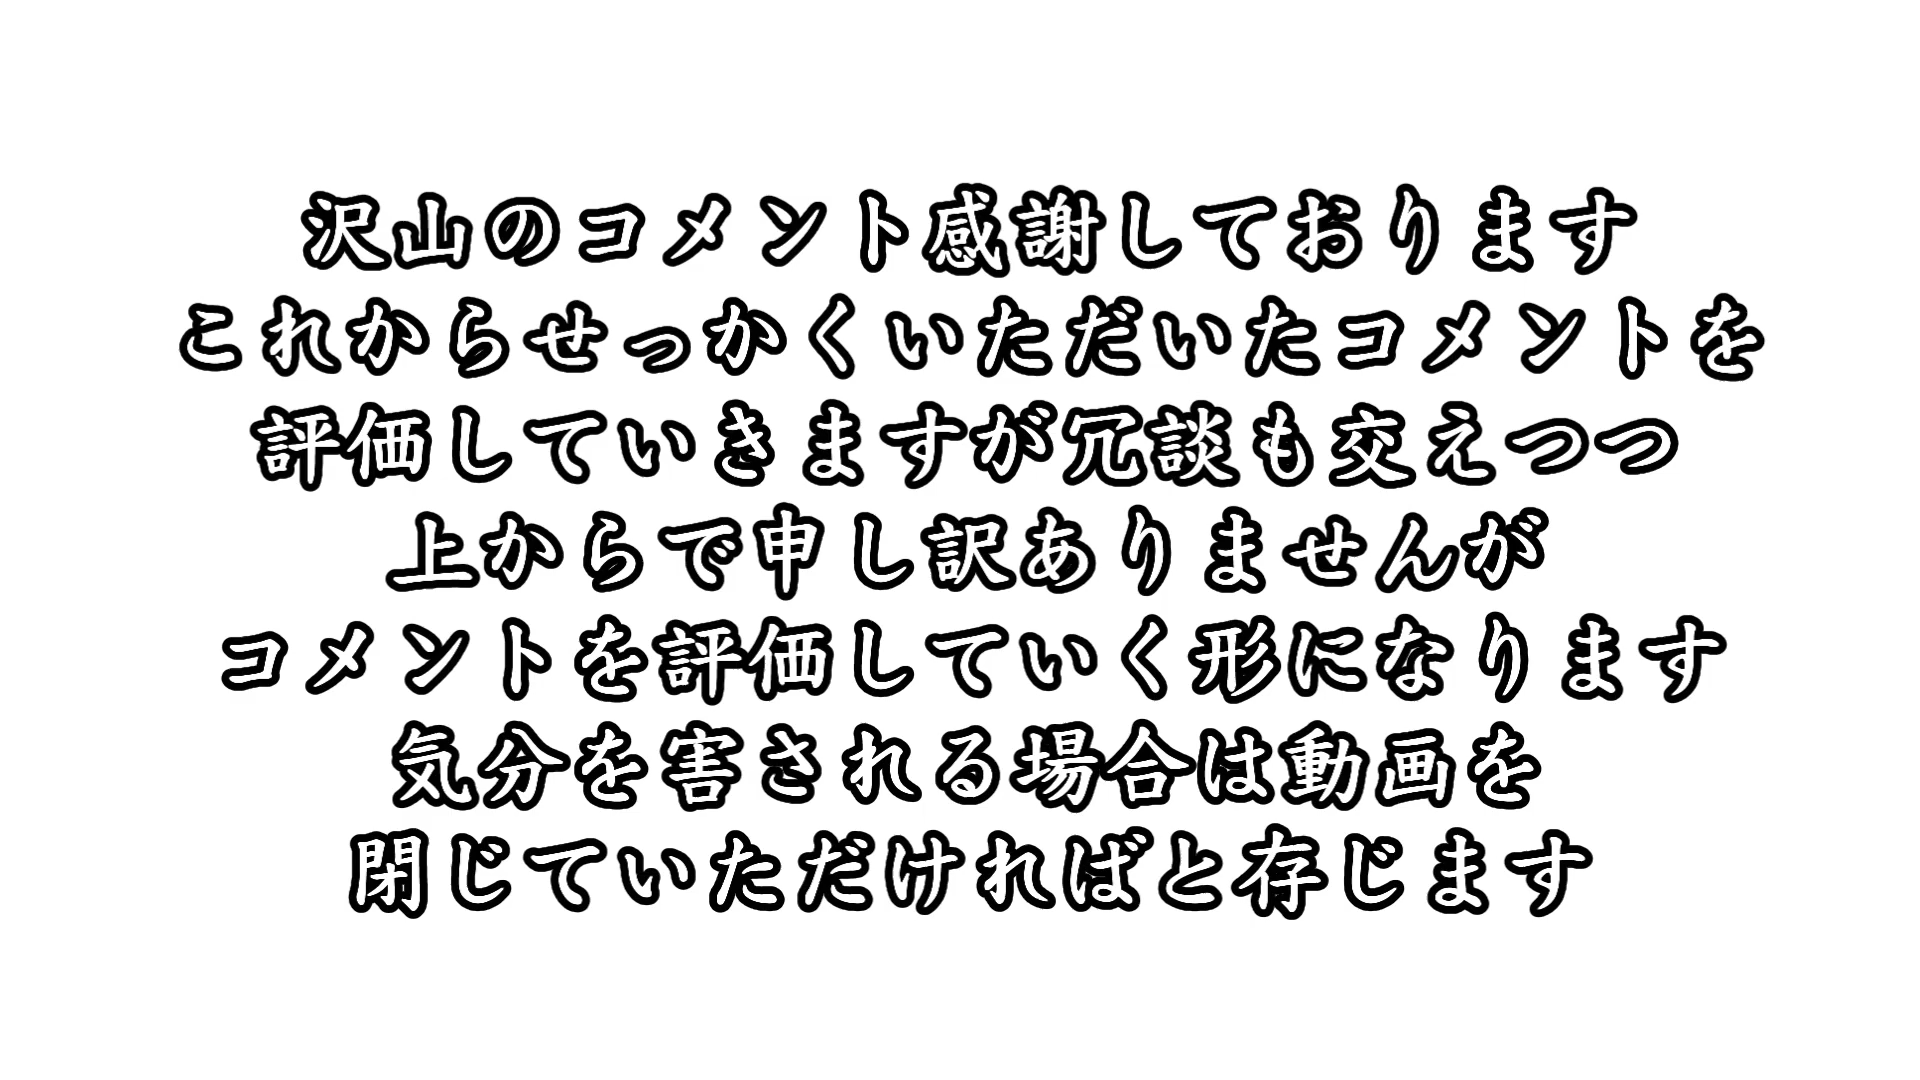 沢山のコメント感謝しております
これからせっかくいただいたコメントを
評価していきますが冗談も交えつつ
上からで申し訳ありませんが
コメントを評価していく形になります
気分を害される場合は動画を
閉じていただければと存じます